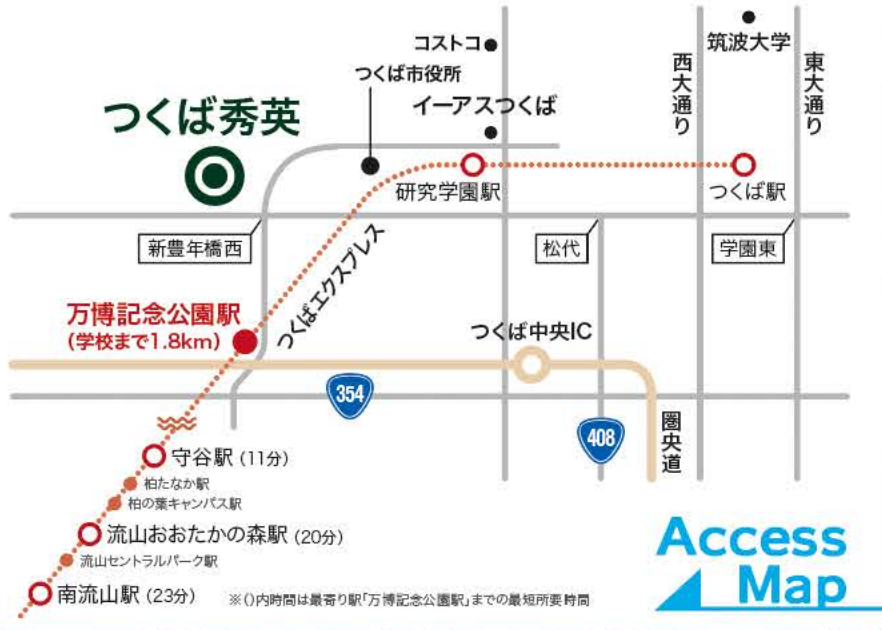 コストコ
筑波大学
つくば市役所
西大通り
東大通り
つくば秀英
イーアスつくば
研究学園駅
つくば駅
新豊年橋西
松代
学園東
つくばエクスプレス
万博記念公園駅
(学校まで1.8km)
つくば中央IC
354
408
圏央道
守谷駅 (11分)
柏たなか駅
柏の葉キャンパス駅
流山おおたかの森駅 (20分)
流山セントラルパーク駅
南流山駅 (23分)
※()内時間は最寄り駅「万博記念公園駅」までの最短所要時間
Access
Map